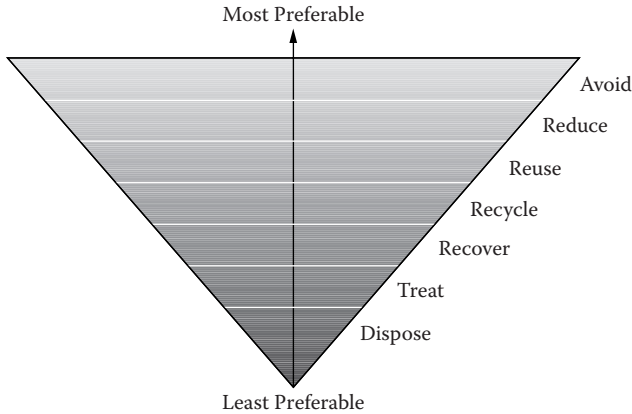 Most Preferable
Avoid
Reduce
Reuse
Recycle
Recover
Treat
Dispose
Least Preferable